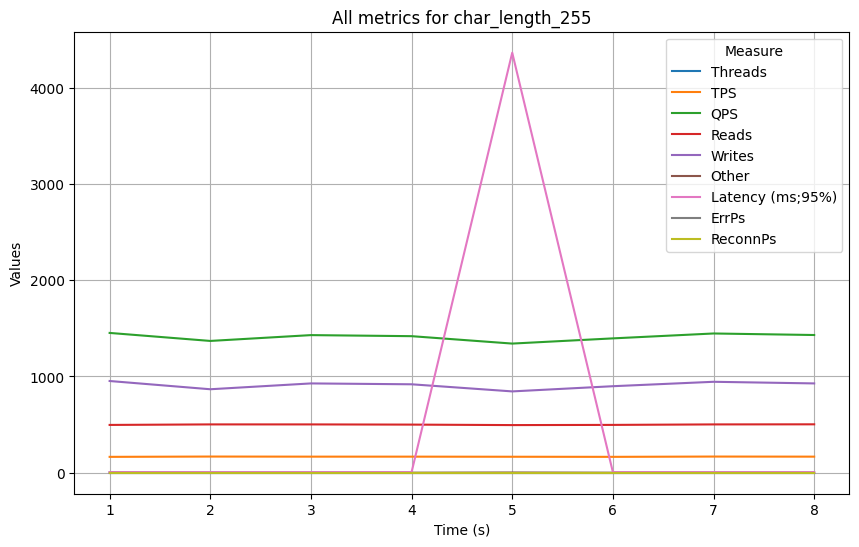 All metrics for char_length_255
Values
4000
3000
2000
1000
0
1
2
3
4
5
6
7
8
Time (s)
Measure
Threads
TPS
QPS
Reads
Writes
Other
Latency (ms;95%)
ErrPs
ReconnPs